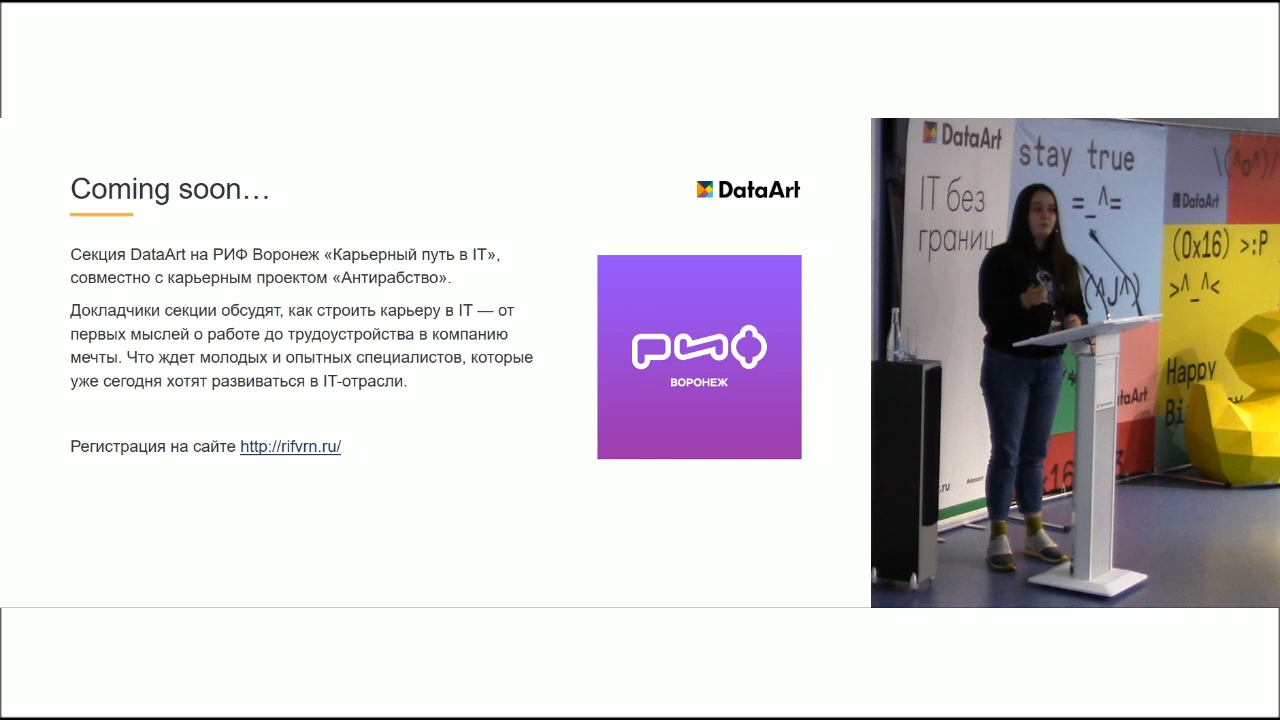 Coming soon…
DataArt
Секция DataArt на РИФ Воронеж «Карьерный путь в IT»,
совместно с карьерным проектом «Антирабство».
Докладчики секции обсудят, как строить карьеру в IT — от
первых мыслей о работе до трудоустройства в компанию
мечты. Что ждет молодых и опытных специалистов, которые
уже сегодня хотят развиваться в IT-отрасли.
Регистрация на сайте http://rifvrn.ru/
РИФ
ВОРОНЕЖ
DataArt
IT без
границ
stay true
=_^=
\(^o^)/
DataArt
(0x16) >:P
>^_^<
Happy